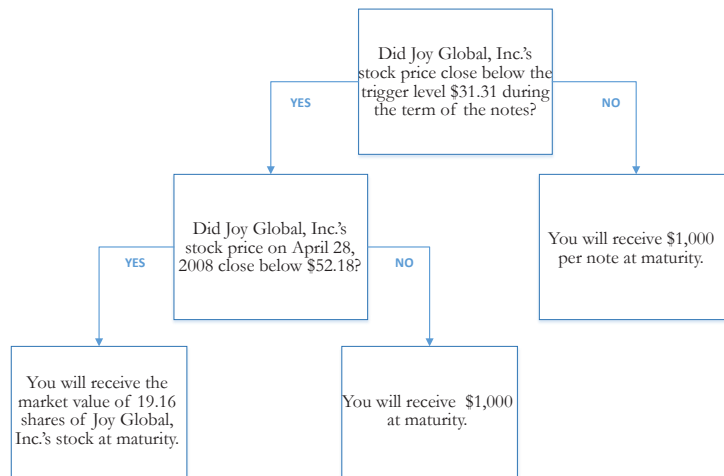 Did Joy Global, Inc.'s
stock price close below the
trigger level $31.31 during
the term of the notes?
YES
NO
Did Joy Global, Inc.'s
stock price on April 28,
2008 close below $52.18?
You will receive $1,000
per note at maturity.
YES
NO
You will receive the
market value of 19.16
shares of Joy Global,
Inc.'s stock at maturity.
You will receive $1,000
at maturity.